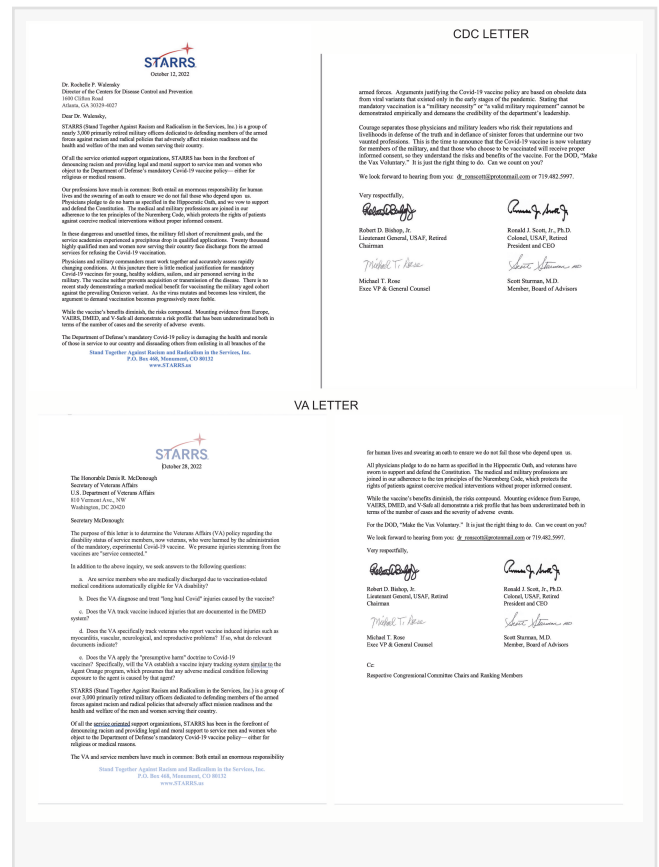 CDC LETTER
STARRS
October 12, 2022
Dr. Rochelle P. Walensky
Director of the Centers for Disease Control and Prevention
1600 Clifton Road
Atlanta, GA 30329-4027
Dear Dr. Walensky,
STARRS (Stand Together Against Racism and Radicalism in the Services, Inc.) is a group of
nearly 3,000 primarily retired military officers dedicated to defending members of the armed
forces against racism and radical policies that adversely affect mission readiness and the
health and welfare of the men and women serving their country.
Of all the service oriented support organizations, STARRS has been in the forefront of
denouncing racism and providing legal and moral support to service men and women who
object to the Department of Defense's mandatory Covid-19 vaccine policy— either for
religious or medical reasons.
Our professions have much in common: Both entail an enormous responsibility for human
lives and the swearing of an oath to ensure we do not fail those who depend upon us.
Physicians pledge to do no harm as specified in the Hippocratic Oath, and we vow to support
and defend the Constitution. The medical and military professions are joined in our
adherence to the ten principles of the Nuremberg Code, which protects the rights of patients
against coercive medical interventions without proper informed consent.
In these dangerous and unsettled times, the military fell short of recruitment goals, and the
service academies experienced a precipitous drop in qualified applications. Twenty thousand
highly qualified men and women now serving their country face discharge from the armed
services for refusing the Covid-19 vaccination.
Physicians and military commanders must work together and accurately assess rapidly
changing conditions. At this juncture there is little medical justification for mandatory
Covid-19 vaccines for young, healthy soldiers, sailors, and air personnel serving in the
military. The vaccine neither prevents acquisition or transmission of the disease. There is no
recent study demonstrating a marked medical benefit for vaccinating the military aged cohort
against the prevailing Omicron variant. As the virus mutates and becomes less virulent, the
argument to demand vaccination becomes progressively more feeble.
While the vaccine benefits diminish, the risks compound. Mounting evidence from Europe,
VAERS, DMED, and V-Safe all demonstrate a risk profile that has been underestimated both in
terms of the number of cases and the severity of adverse events.
The Department of Defense's mandatory Covid-19 policy is damaging the health and morals
of those in service to our country and dissuading others from enlisting in all branches of the
Stand Together Against Racism and Radicalism in the Services, Inc.
P.O. Box 468, Monument, CO 80132
www.STARRS.us
armed forces. Arguments justifying the Covid-19 vaccine policy are based on obsolete data
from viral variants that existed only in the early stages of the pandemic. Stating that
mandatory vaccination is a "military necessity" or "a valid military requirement" cannot be
demonstrated empirically and demeans the credibility of the department's leadership.
Courage separates those physicians and military leaders who risk their reputations and
livelihoods in defense of the truth and in defiance of sinister forces that undermine our two
vaunted professions. This is the time to announce that the Covid-19 vaccine is now voluntary
for members of the military, and that those who choose to be vaccinated will receive proper
informed consent, so they understand the risks and benefits of the vaccine. For the DOD, "Make
the Vax Voluntary." It is just the right thing to do. Can we count on you?
We look forward to hearing from you: dr_ronscott@protonmail.com or 719.482.5997.
Very respectfully,
Robert D. Bishop, Jr.
Lieutenant General, USAF, Retired
Chairman
Ronald J. Scott, Jr., Ph.D.
Colonel, USAF, Retired
President and CEO
Michael T. Rose
Michael T. Rose
Exec VP & General Counsel
Scott Sturman, M.D.
Member, Board of Advisors
VA LETTER
STARRS
October 28, 2022
The Honorable Denis R. McDonough
Secretary of Veterans Affairs
U.S. Department of Veterans Affairs
810 Vermont Ave., NW
Washington, DC 20420
Secretary McDonough:
The purpose of this letter is to determine the Veterans Affairs (VA) policy regarding the
disability status of service members, now veterans, who were harmed by the administration
of the mandatory, experimental Covid-19 vaccine. We presume injuries stemming from the
vaccines are "service connected."
In addition to the above inquiry, we seek answers to the following questions:
a. Are service members who are medically discharged due to vaccination-related
medical conditions automatically eligible for VA disability?
b. Does the VA diagnose and treat "long haul Covid" injuries caused by the vaccine?
c. Does the VA track vaccine induced injuries that are documented in the DMED
system?
d. Does the VA specifically track veterans who report vaccine induced injuries such as
myocarditis, vascular, neurological, and reproductive problems? If so, what do relevant
documents indicate?
e. Does the VA apply the "presumptive harm" doctrine to Covid-19
vaccines? Specifically, will the VA establish a vaccine injury tracking system similar to the
Agent Orange program, which presumes that any adverse medical condition following
exposure to the agent is caused by that agent?
STARRS (Stand Together Against Racism and Radicalism in the Services, Inc.) is a group of
over 3,000 primarily retired military officers dedicated to defending members of the armed
forces against racism and radical policies that adversely affect mission readiness and the
health and welfare of the men and women serving their country.
Of all the service oriented support organizations, STARRS has been in the forefront of
denouncing racism and providing legal and moral support to service men and women who
object to the Department of Defense's mandatory Covid-19 vaccine policy— either for
religious or medical reasons.
The VA and service members have much in common: Both entail an enormous responsibility
Stand Together Against Racism and Radicalism in the Services, Inc.
P.O. Box 468, Monument, CO 80132
www.STARRS.us
for human lives and swearing an oath to ensure we do not fail those who depend upon us.
All physicians pledge to do no harm as specified in the Hippocratic Oath, and veterans have
sworn to support and defend the Constitution. The medical and military professions are
joined in our adherence to the ten principles of the Nuremberg Code, which protects the
rights of patients against coercive medical interventions without proper informed consent.
While the vaccine's benefits diminish, the risks compound. Mounting evidence from Europe,
VAERS, DMED, and V-Safe all demonstrate a risk profile that has been underestimated both in
terms of the number of cases and the severity of adverse events.
For the DOD, "Make the Vax Voluntary." It is just the right thing to do. Can we count on you?
We look forward to hearing from you: dr_ronscott@protonmail.com or 719.482.5997.
Very respectfully,
Robert D. Bishop, Jr.
Lieutenant General, USAF, Retired
Chairman
Ronald J. Scott, Jr., Ph.D.
Colonel, USAF, Retired
President and CEO
Michael T. Rose
Michael T. Rose
Exec VP & General Counsel
Scott Sturman, M.D.
Member, Board of Advisors
Cc:
Respective Congressional Committee Chairs and Ranking Members